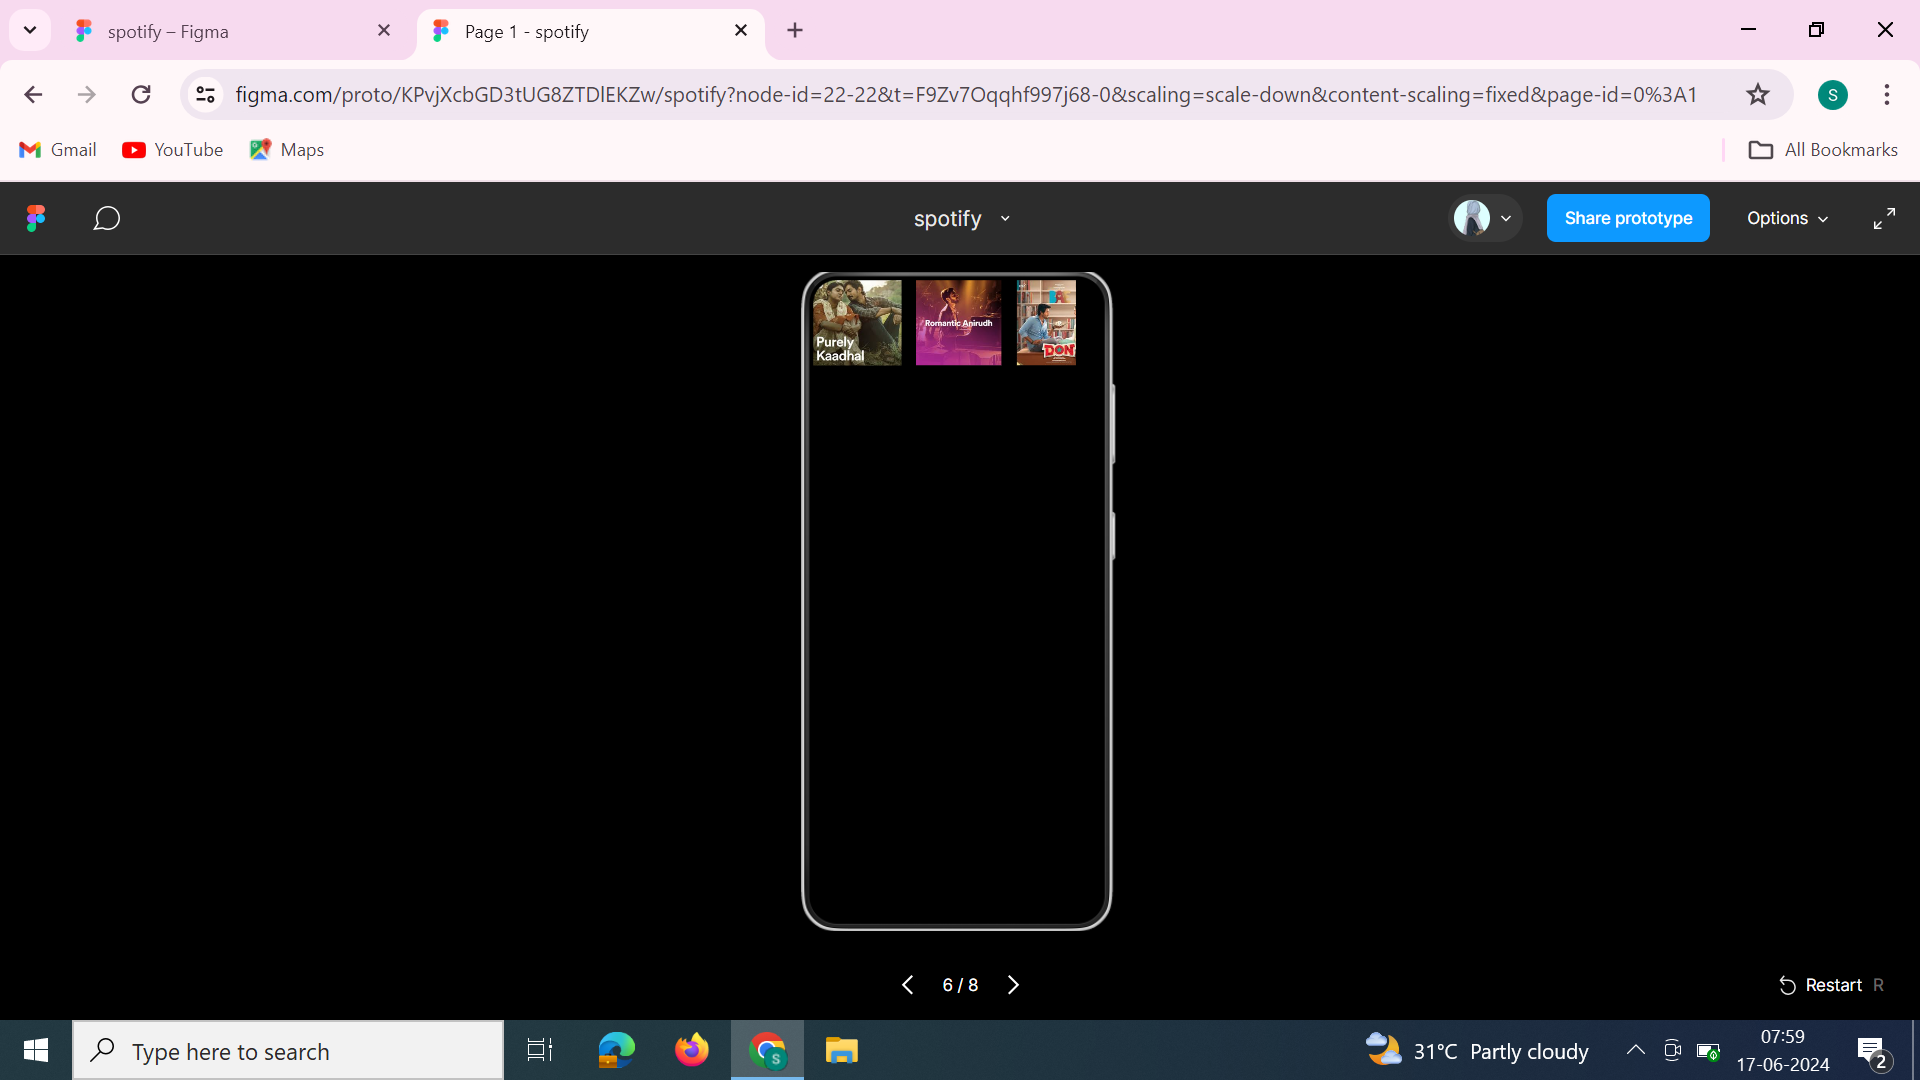 spotify – Figma
Page 1 - spotify
figma.com/proto/KPvjXcbGD3tUG8ZTDlEKZw/spotify?node-id=22-22&t=F9Zv7Oqqhf997j68-0&scaling=scale-down&content-scaling=fixed&page-id=0%3A1
S
Gmail
YouTube
Maps
All Bookmarks
spotify
Share prototype
Options
Purely
Kaadhal
Romantic Anirudh
DON
6 / 8
Restart R
Type here to search
S
31°C Partly cloudy
07:59
17-06-2024
2